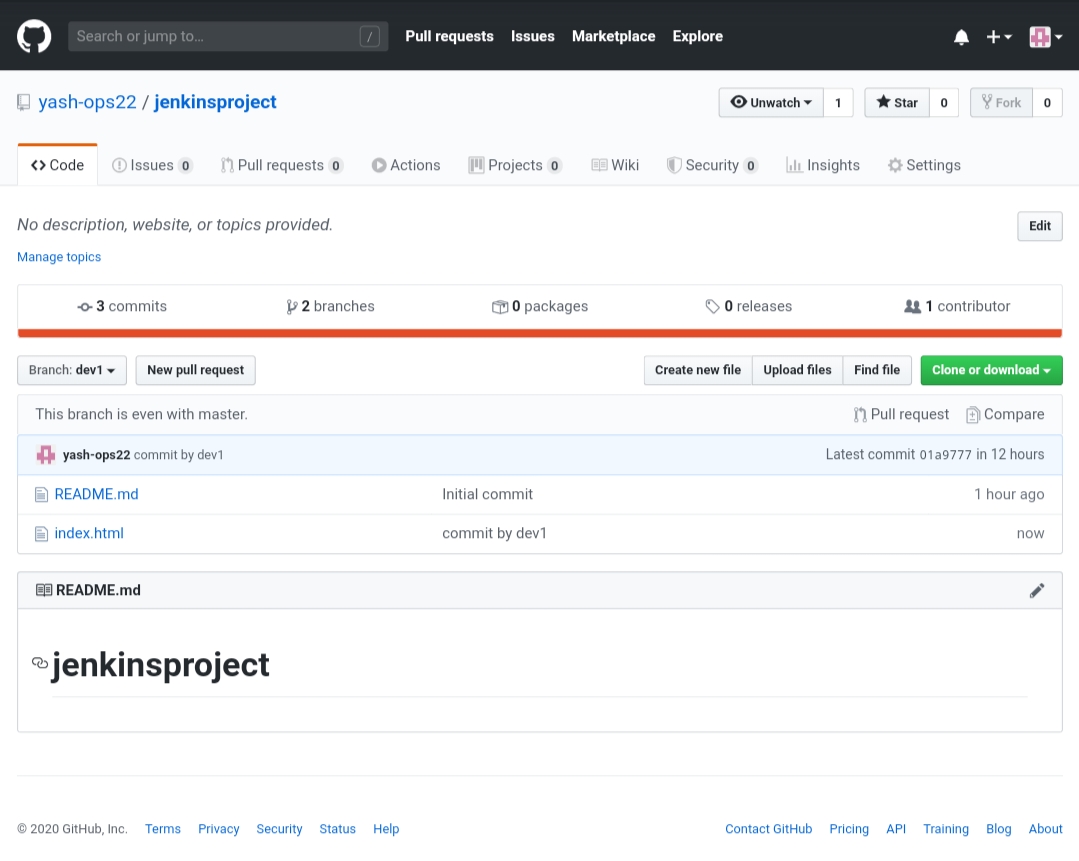 Search or jump to... / Pull requests Issues Marketplace Explore
yash-ops22 / jenkinsproject Unwatch 1 Star 0 Fork 0
Code Issues 0 Pull requests 0 Actions Projects 0 Wiki Security 0 Insights Settings
No description, website, or topics provided. Edit
Manage topics
3 commits 2 branches 0 packages 0 releases 1 contributor
Branch: dev1 New pull request Create new file Upload files Find file Clone or download
This branch is even with master. Pull request Compare
yash-ops22 commit by dev1 Latest commit 01a9777 in 12 hours
README.md Initial commit 1 hour ago
index.html commit by dev1 now
README.md
jenkinsproject
© 2020 GitHub, Inc. Terms Privacy Security Status Help Contact GitHub Pricing API Training Blog About